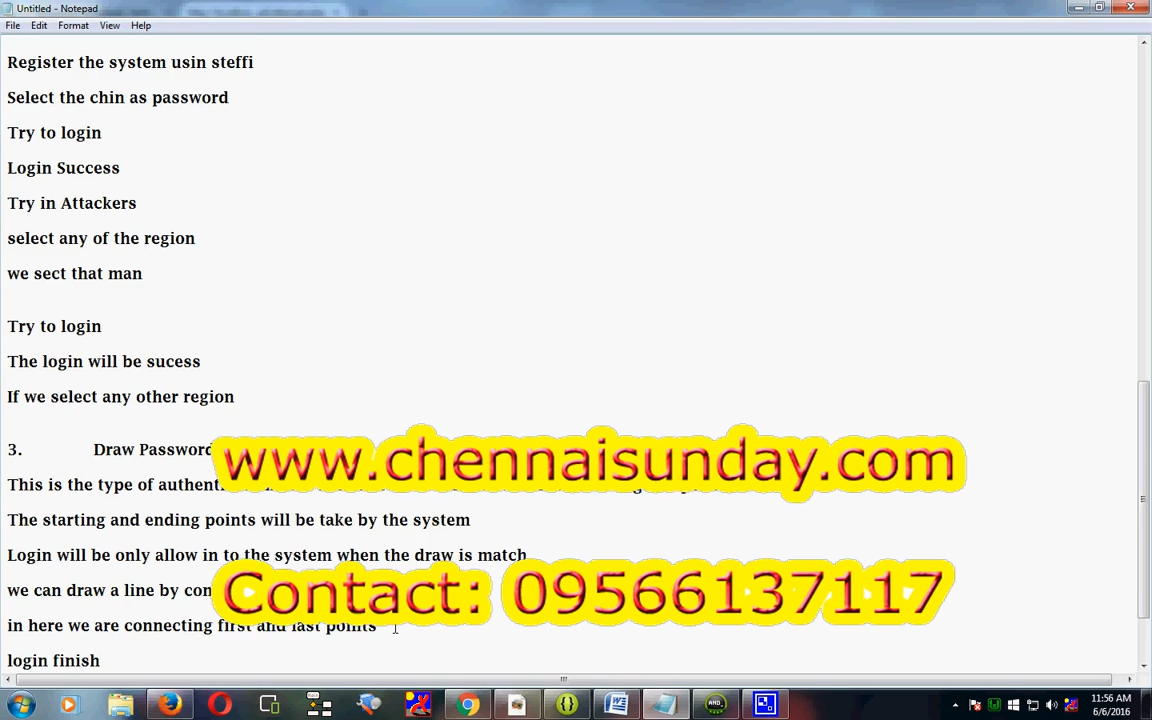 Untitled - Notepad
File Edit Format View Help
Register the system usin steffi
Select the chin as password
Try to login
Login Success
Try in Attackers
select any of the region
we sect that man
Try to login
The login will be sucess
If we select any other region
3. Draw Password
www.chennaisunday.com
This is the type of
The starting and ending points will be take by the system
Login will be only allow in to the system when the draw is match
we can draw a line by
Contact: 09566137117
in here we are connecting first and last points
login finish
11:56 AM
6/6/2016